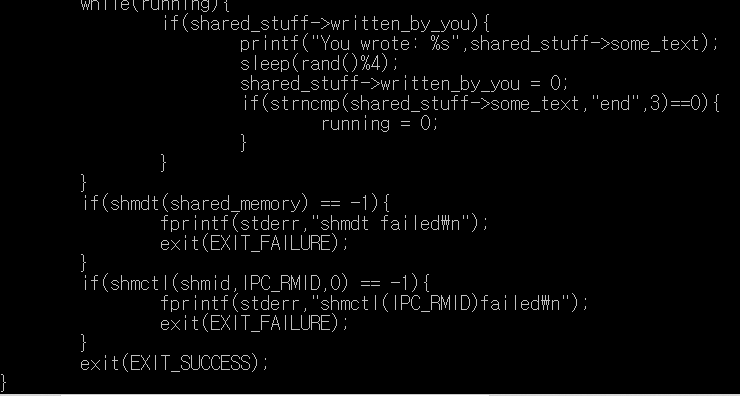 while(running){
if(shared_stuff->written_by_you){
printf("You wrote: %s",shared_stuff->some_text);
sleep(rand()%4);
shared_stuff->written_by_you = 0;
if(strncmp(shared_stuff->some_text,"end",3)==0){
running = 0;
}
}
}
if(shmdt(shared_memory) == -1){
fprintf(stderr,"shmdt failed₩n");
exit(EXIT_FAILURE);
}
if(shmctl(shmid,IPC_RMID,0) == -1){
fprintf(stderr,"shmctl(IPC_RMID)failed₩n");
exit(EXIT_FAILURE);
}
exit(EXIT_SUCCESS);
}